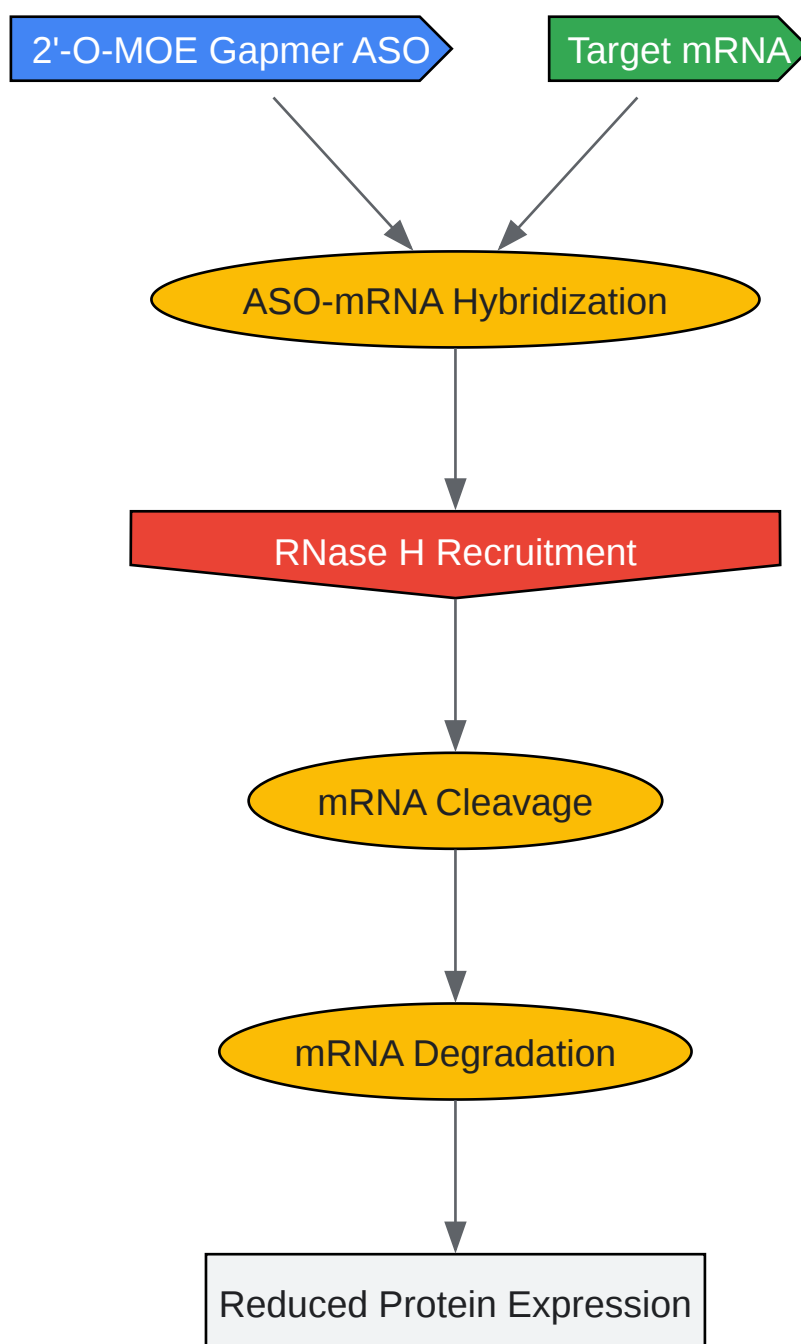 2'-O-MOE Gapmer ASO
Target mRNA
ASO-mRNA Hybridization
RNase H Recruitment
mRNA Cleavage
mRNA Degradation
Reduced Protein Expression